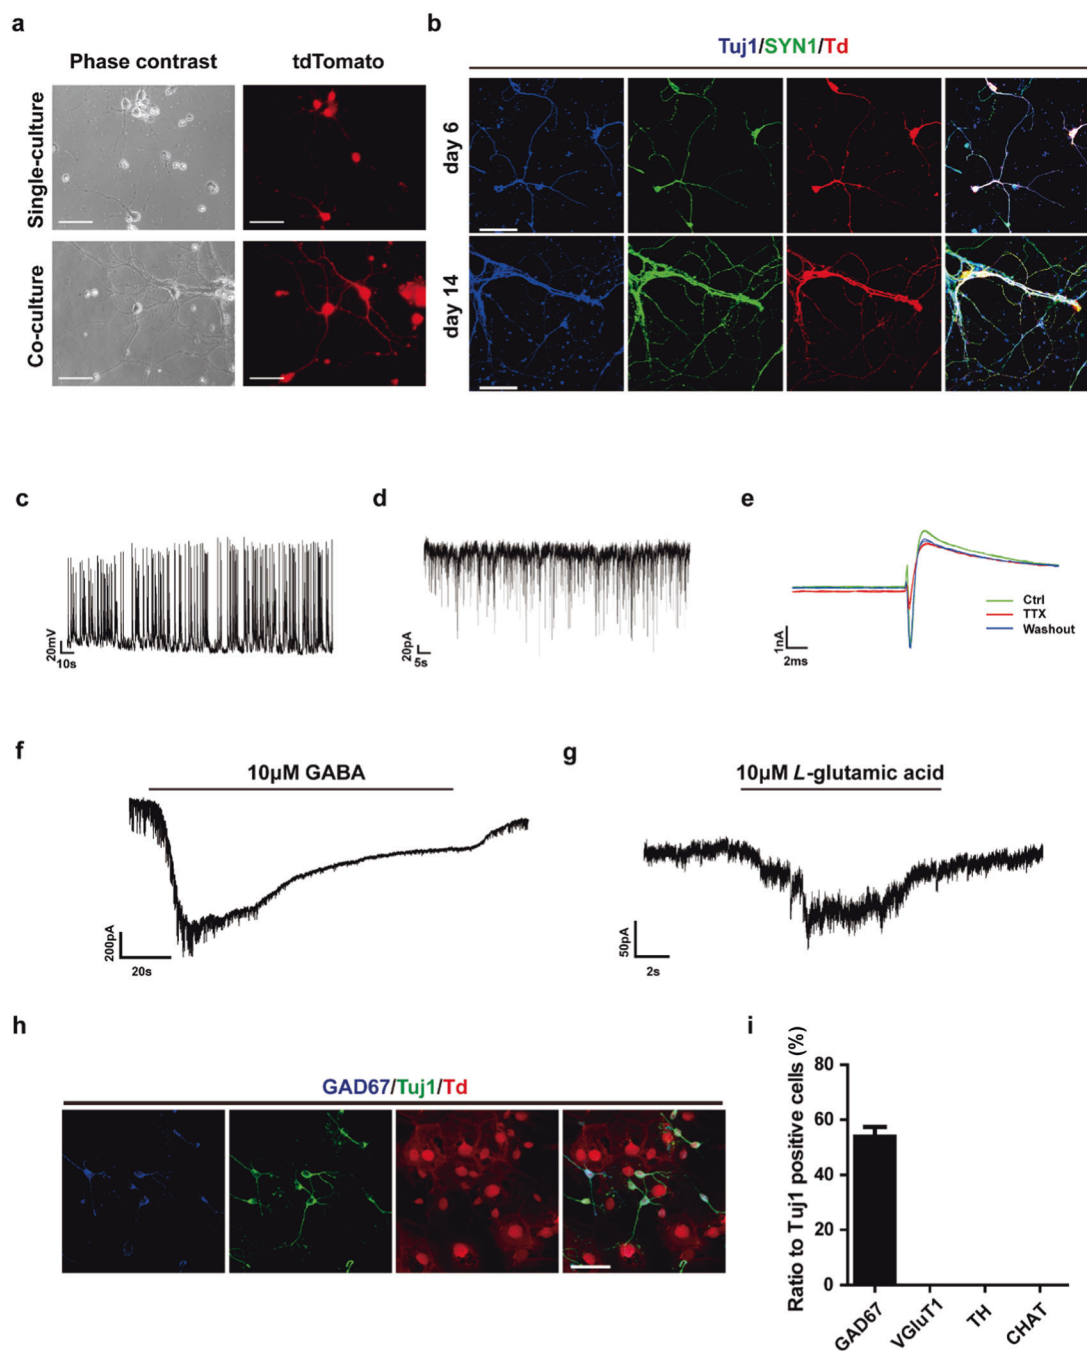 a
Phase contrast
tdTomato
Single-culture
Co-culture
b
Tuj1/SYN1/Td
day 6
day 14
c
20mV
10s
d
20pA
5s
e
Ctrl
TTX
Washout
1nA
2ms
f
10μM GABA
200pA
20s
g
10μM L-glutamic acid
50pA
2s
h
GAD67/Tuj1/Td
i
Ratio to Tuj1 positive cells (%)
80
60
40
20
0
GAD67
VGluT1
TH
CHAT